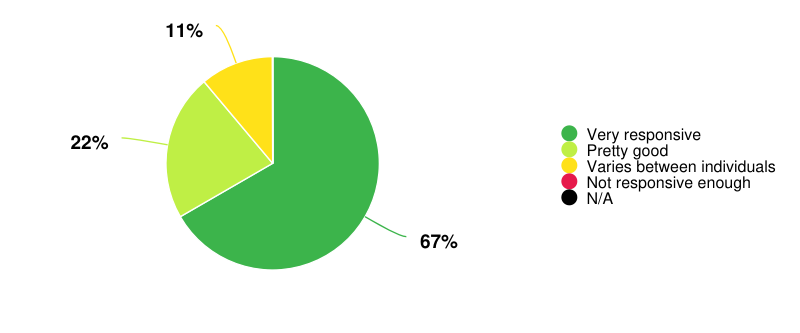 11%
22%
67%
Very responsive
Pretty good
Varies between individuals
Not responsive enough
N/A